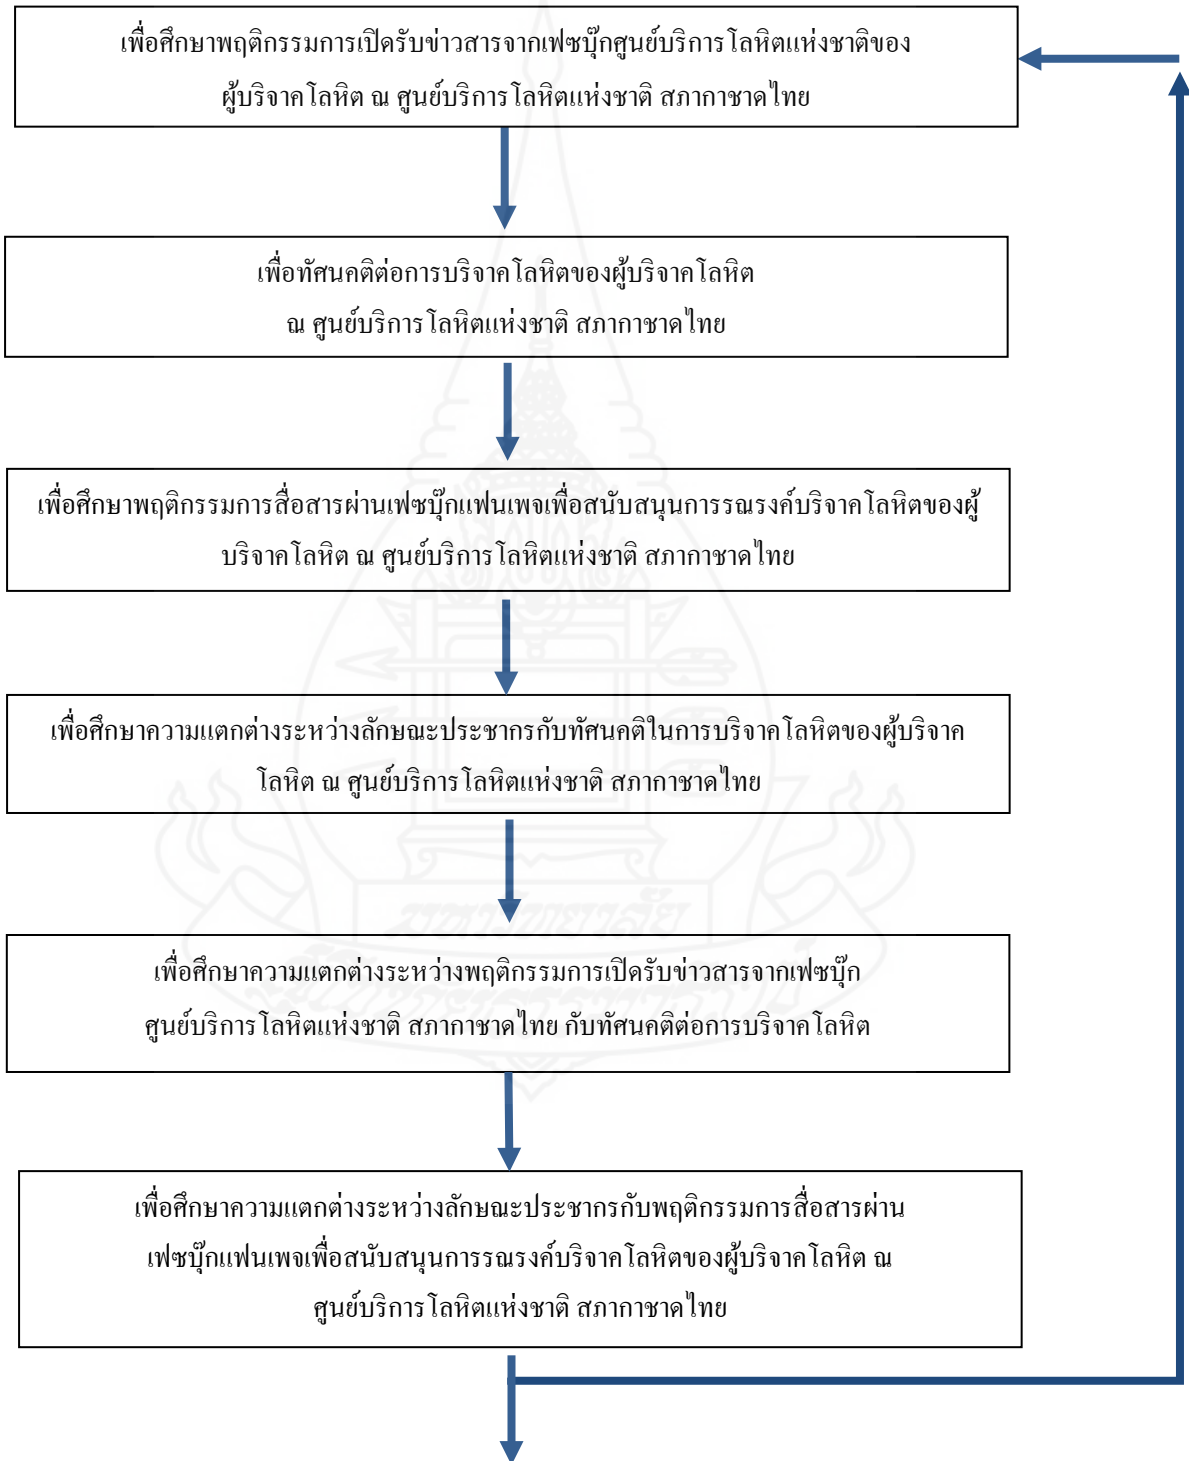 เพื่อศึกษาพฤติกรรมการเปิดรับข่าวสารจากเฟซบุ๊กศูนย์บริการโลหิตแห่งชาติของ
ผู้บริจาคโลหิต ณ ศูนย์บริการโลหิตแห่งชาติ สภากาชาดไทย
เพื่อทัศนคติต่อการบริจาคโลหิตของผู้บริจาคโลหิต
ณ ศูนย์บริการโลหิตแห่งชาติ สภากาชาดไทย
เพื่อศึกษาพฤติกรรมการสื่อสารผ่านเฟซบุ๊กแฟนเพจเพื่อสนับสนุนการรณรงค์บริจาคโลหิตของผู้
บริจาคโลหิต ณ ศูนย์บริการโลหิตแห่งชาติ สภากาชาดไทย
เพื่อศึกษาความแตกต่างระหว่างลักษณะประชากรกับทัศนคติในการบริจาคโลหิตของผู้บริจาค
โลหิต ณ ศูนย์บริการโลหิตแห่งชาติ สภากาชาดไทย
มหาวิทยาลัย
เพื่อศึกษาความแตกต่างระหว่างพฤติกรรมการเปิดรับข่าวสารจากเฟซบุ๊ก
ศูนย์บริการโลหิตแห่งชาติ สภากาชาดไทย กับทัศนคติต่อการบริจาคโลหิต
เพื่อศึกษาความแตกต่างระหว่างลักษณะประชากรกับพฤติกรรมการสื่อสารผ่าน
เฟซบุ๊กแฟนเพจเพื่อสนับสนุนการรณรงค์บริจาคโลหิตของผู้บริจาคโลหิต ณ
ศูนย์บริการโลหิตแห่งชาติ สภากาชาดไทย